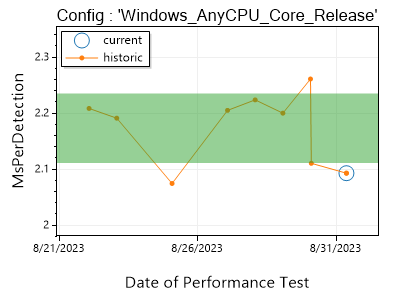 Config : 'Windows_AnyCPU_Core_Release'
current
historic
2.3
2.2
2.1
2
MsPerDetection
8/21/2023 8/26/2023 8/31/2023
Date of Performance Test